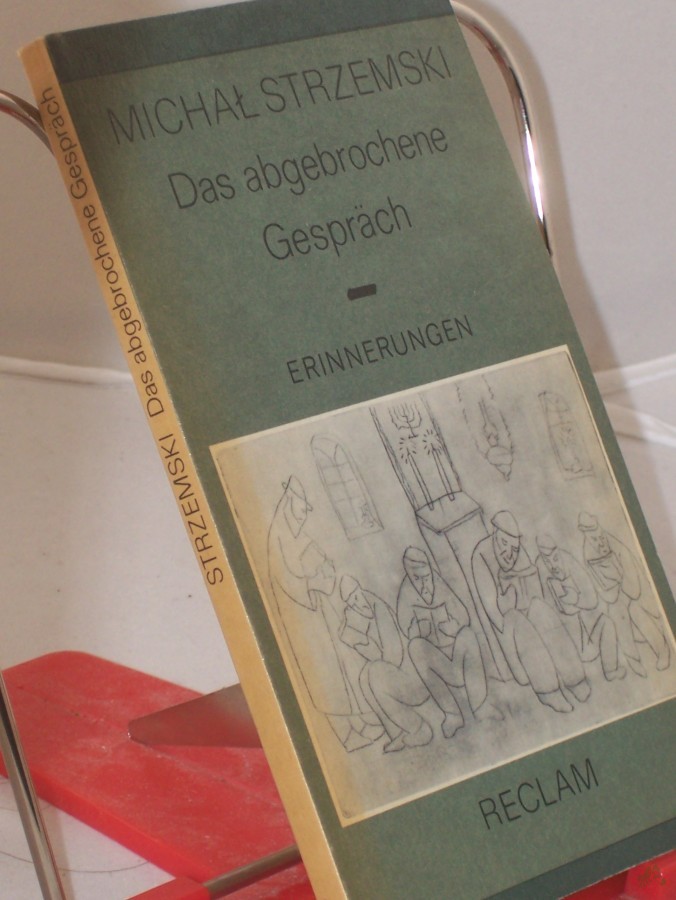 MICHAŁ STRZEMSKI
Das abgebrochene
Gespräch
ERINNERUNGEN
RECLAM
STRZEMSKI Das abgebrochene Gespräch